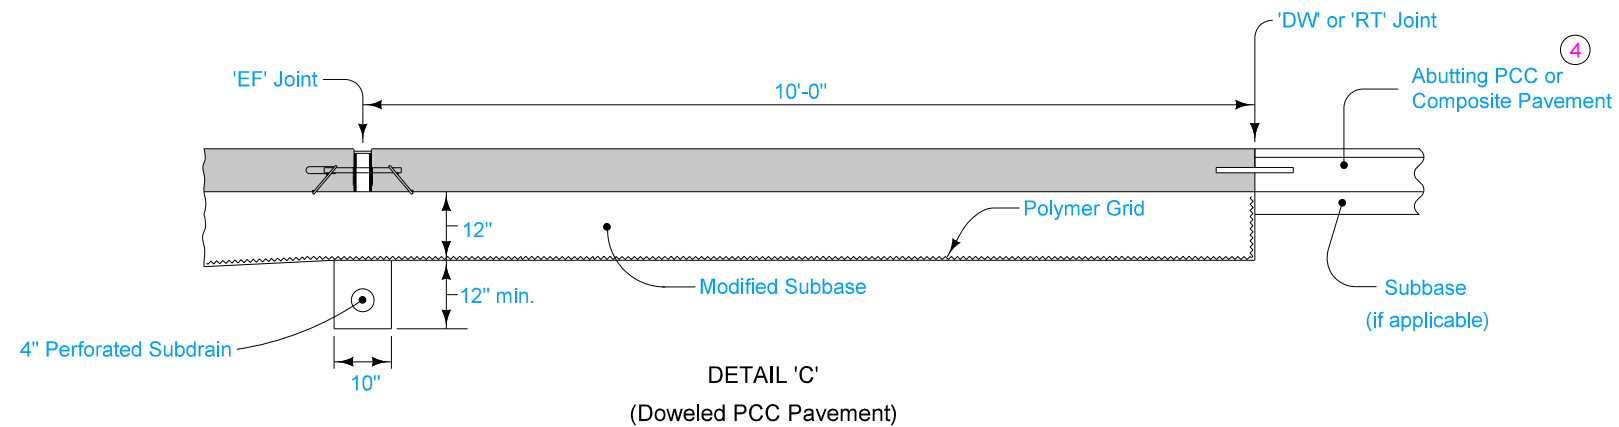 'DW' or 'RT' Joint
4
'EF' Joint
10'-0"
Abutting PCC or
Composite Pavement
Polymer Grid
12"
Modified Subbase
12" min.
Subbase
(if applicable)
4" Perforated Subdrain
10"
DETAIL 'C'
(Doweled PCC Pavement)